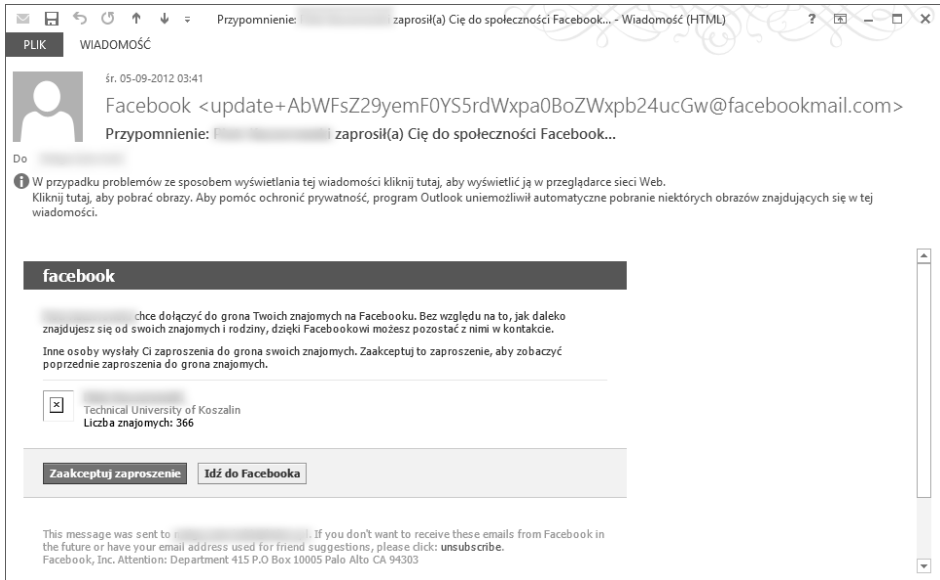 Przypomnienie: zaprosił(a) Cię do społeczności Facebook... - Wiadomość (HTML)
PLIK WIADOMOŚĆ
śr. 05-09-2012 03:41
Facebook <update+AbWFsZ29yemF0YS5rdWxpa0BoZWxpb24ucGw@facebookmail.com>
Przypomnienie: zaprosił(a) Cię do społeczności Facebook...
Do
W przypadku problemów ze sposobem wyświetlania tej wiadomości kliknij tutaj, aby wyświetlić ją w przeglądarce sieci Web.
Kliknij tutaj, aby pobrać obrazy. Aby pomóc ochronić prywatność, program Outlook uniemożliwił automatyczne pobranie niektórych obrazów znajdujących się w tej
wiadomości.
facebook
chce dołączyć do grona Twoich znajomych na Facebooku. Bez względu na to, jak daleko
znajdujesz się od swoich znajomych i rodziny, dzięki Facebookowi możesz pozostać z nimi w kontakcie.
Inne osoby wysłały Ci zaproszenia do grona swoich znajomych. Zaakceptuj to zaproszenie, aby zobaczyć
poprzednie zaproszenia do grona znajomych.
Technical University of Koszalin
Liczba znajomych: 366
Zaakceptuj zaproszenie Idź do Facebooka
This message was sent to . If you don't want to receive these emails from Facebook in
the future or have your email address used for friend suggestions, please click: unsubscribe.
Facebook, Inc. Attention: Department 415 P.O Box 10005 Palo Alto CA 94303